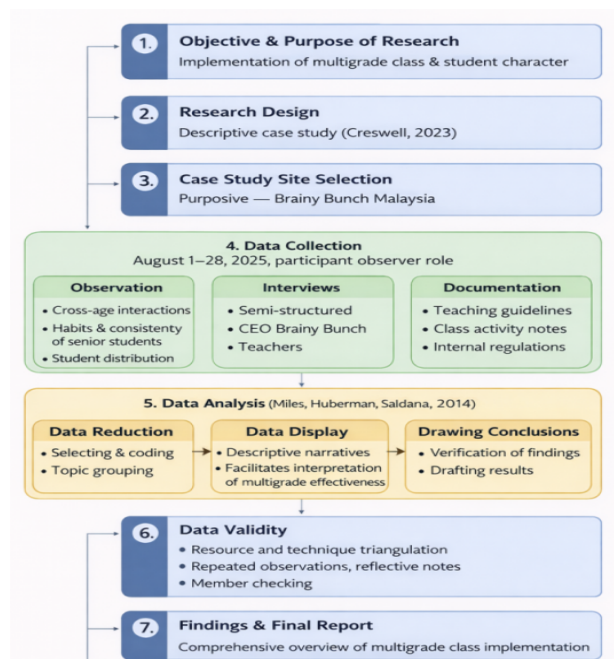 1. Objective & Purpose of Research
Implementation of multigrade class & student character
2. Research Design
Descriptive case study (Creswell, 2023)
3. Case Study Site Selection
Purposive — Brainy Bunch Malaysia
4. Data Collection
August 1–28, 2025, participant observer role
Observation
• Cross-age interactions
• Habits & consistenty
of senior students
• Student distribution
Interviews
• Semi-structured
• CEO Brainy Bunch
• Teachers
Documentation
• Teaching guidelines
• Class activity notes
• Internal regulations
5. Data Analysis (Miles, Huberman, Saldana, 2014)
Data Reduction
• Selecting & coding
• Topic grouping
Data Display
• Descriptive narratives
• Facilitates interpretation
of multigrade effectiveness
Drawing Conclusions
• Verification of findings
• Drafting results
6. Data Validity
• Resource and technique triangulation
• Repeated observations, reflective notes
• Member checking
7. Findings & Final Report
Comprehensive overview of multigrade class implementation